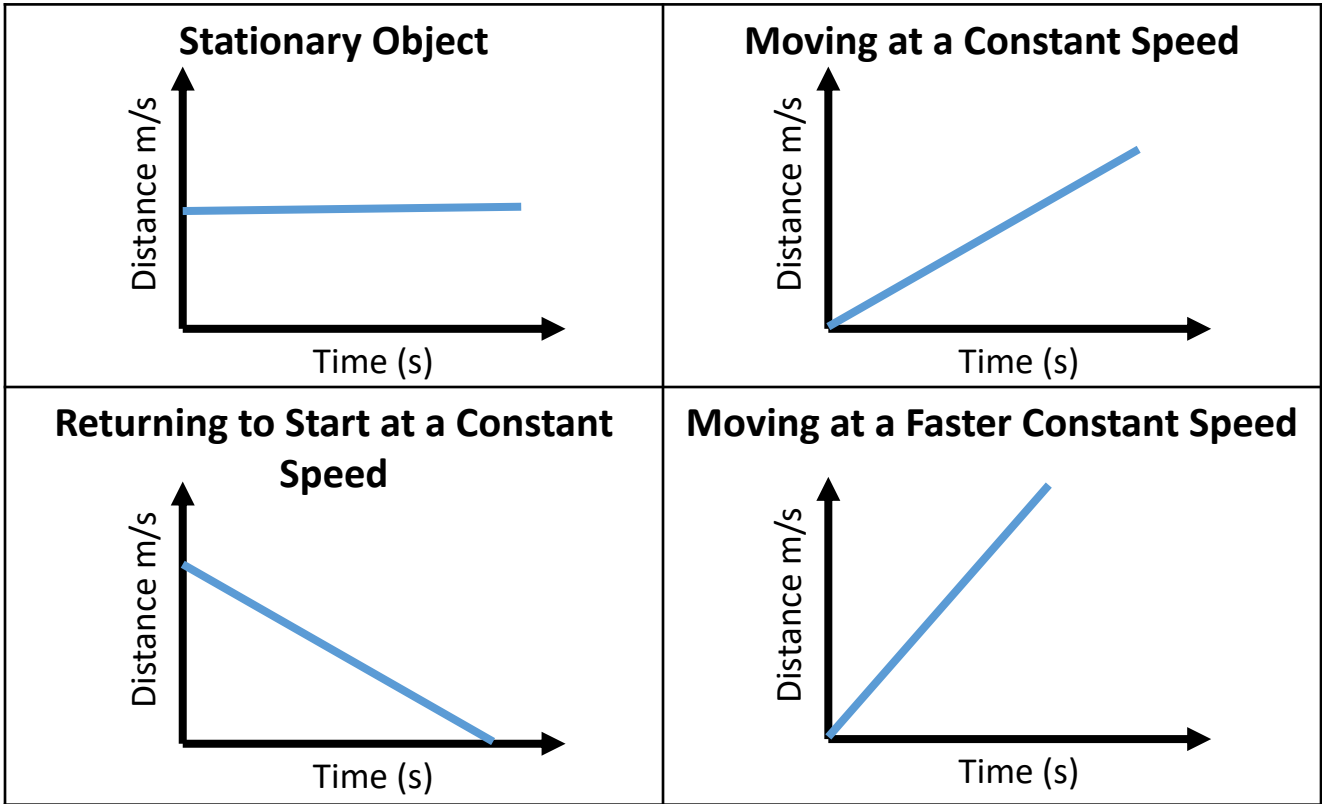 Stationary Object
Distance m/s
Time (s)
Moving at a Constant Speed
Distance m/s
Time (s)
Returning to Start at a Constant
Speed
Distance m/s
Time (s)
Moving at a Faster Constant Speed
Distance m/s
Time (s)